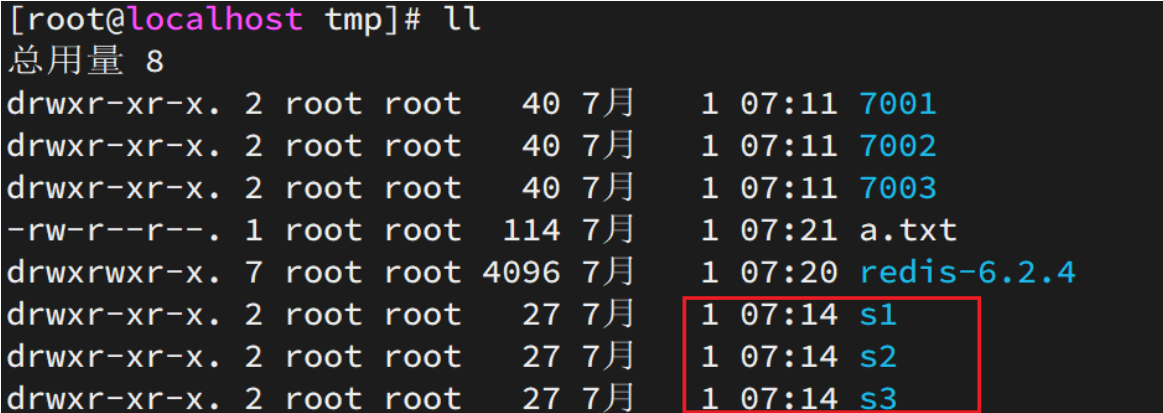 [root@localhost tmp]# ll
总用量 8
drwxr-xr-x. 2 root root   40 7月   1 07:11 7001
drwxr-xr-x. 2 root root   40 7月   1 07:11 7002
drwxr-xr-x. 2 root root   40 7月   1 07:11 7003
-rw-r--r--. 1 root root  114 7月   1 07:21 a.txt
drwxrwxr-x. 7 root root 4096 7月   1 07:20 redis-6.2.4
drwxr-xr-x. 2 root root   27 7月   1 07:14 s1
drwxr-xr-x. 2 root root   27 7月   1 07:14 s2
drwxr-xr-x. 2 root root   27 7月   1 07:14 s3